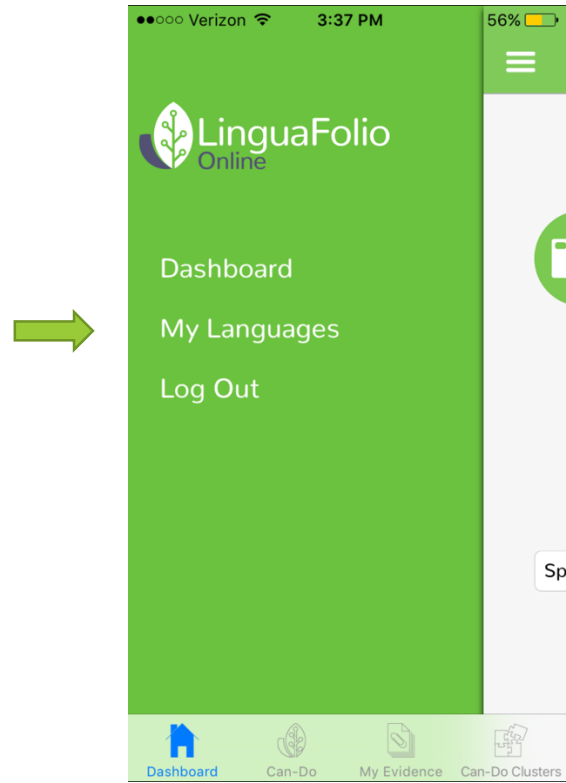 ●●○○○ Verizon 3:37 PM 56%
LinguaFolio
Online
Dashboard
My Languages
Log Out
Sp
Dashboard Can-Do My Evidence Can-Do Clusters